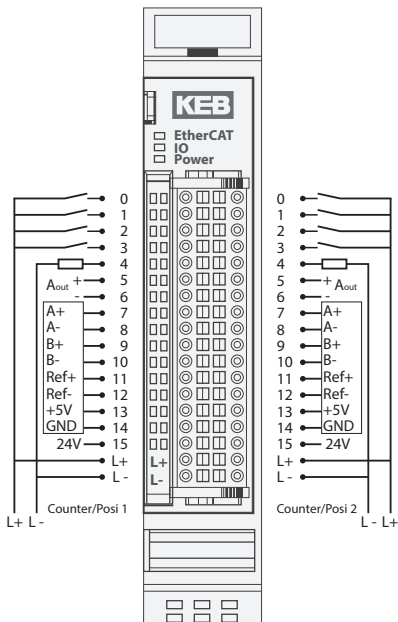 KEB
EtherCAT
IO
Power
0 0
1 1
2 2
3 3
4 4
Aout + 5 5 + Aout
- 6 6 -
A+ 7 7 A+
A- 8 8 A-
B+ 9 9 B+
B- 10 10 B-
Ref+ 11 11 Ref+
Ref- 12 12 Ref-
+5V 13 13 +5V
GND 14 14 GND
24V 15 15 24V
L+ L+ L+
L - L- L -
Counter/Posi 1 Counter/Posi 2
L+ L - L - L+